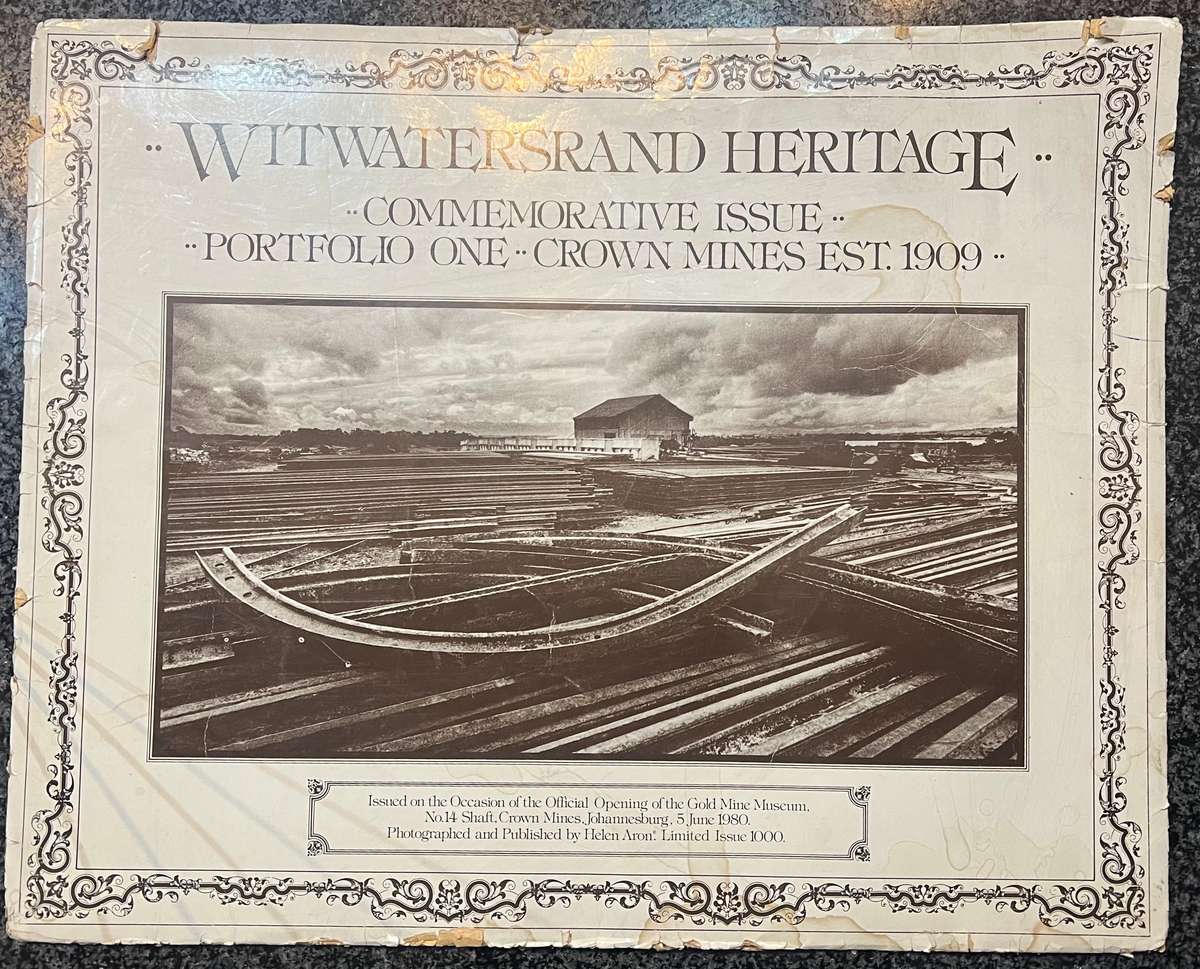 ·· WITWATERSRAND HERITAGE ··
·· COMMEMORATIVE ISSUE ··
·· PORTFOLIO ONE ·· CROWN MINES EST. 1909 ··
Issued on the Occasion of the Official Opening of the Gold Mine Museum,
No.14 Shaft, Crown Mines, Johannesburg, 5 June 1980.
Photographed and Published by Helen Aron©. Limited Issue 1000.